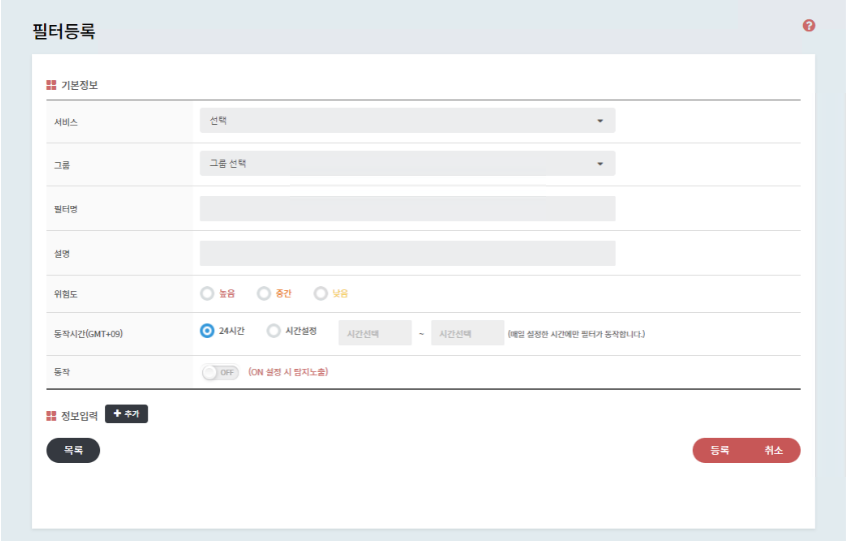 필터등록
기본정보
서비스 선택
그룹 그룹 선택
필터명
설명
위험도 높음 중간 낮음
동작시간(GMT+09) 24시간 시간설정 시간선택 ~ 시간선택 (매일 설정한 시간에만 필터가 동작합니다.)
동작 OFF (ON 설정 시 탐지노출)
정보입력 + 추가
목록 등록 취소